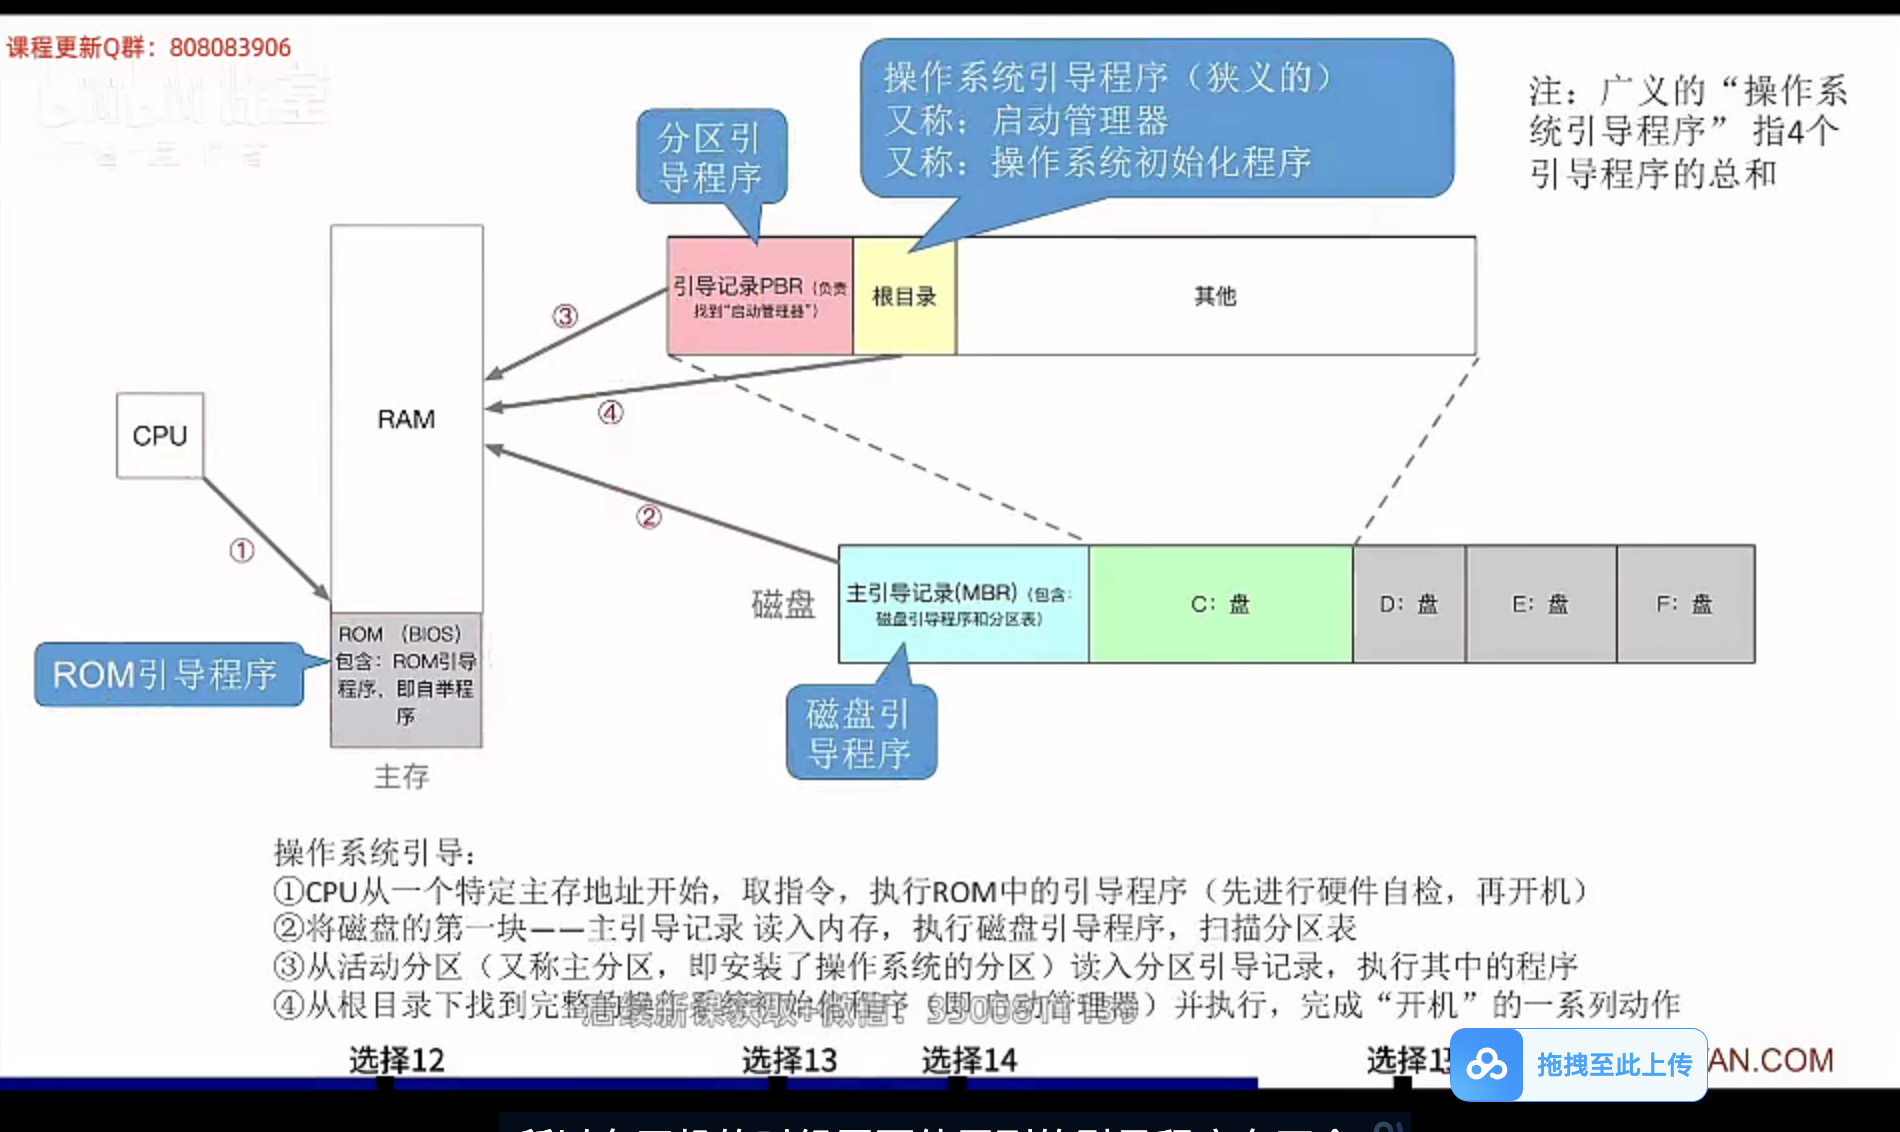 课程更新Q群：808083906
操作系统引导程序（狭义的）
又称：启动管理器
又称：操作系统初始化程序
注：广义的“操作系
统引导程序” 指4个
引导程序的总和
分区引
导程序
引导记录PBR（负责
找到“启动管理器”）
根目录
其他
③
④
RAM
CPU
②
①
磁盘
主引导记录(MBR)（包含：
磁盘引导程序和分区表）
C：盘
D：盘
E：盘
F：盘
ROM （BIOS）
包含：ROM引导
程序，即自举程
序
ROM引导程序
磁盘引
导程序
主存
操作系统引导：
①CPU从一个特定主存地址开始，取指令，执行ROM中的引导程序（先进行硬件自检，再开机）
②将磁盘的第一块——主引导记录 读入内存，执行磁盘引导程序，扫描分区表
③从活动分区（又称主分区，即安装了操作系统的分区）读入分区引导记录，执行其中的程序
④从根目录下找到完整的操作系统初始化程序（即 启动管理器）并执行，完成“开机”的一系列动作
选择12
选择13
选择14
选择1
拖拽至此上传
AN.COM